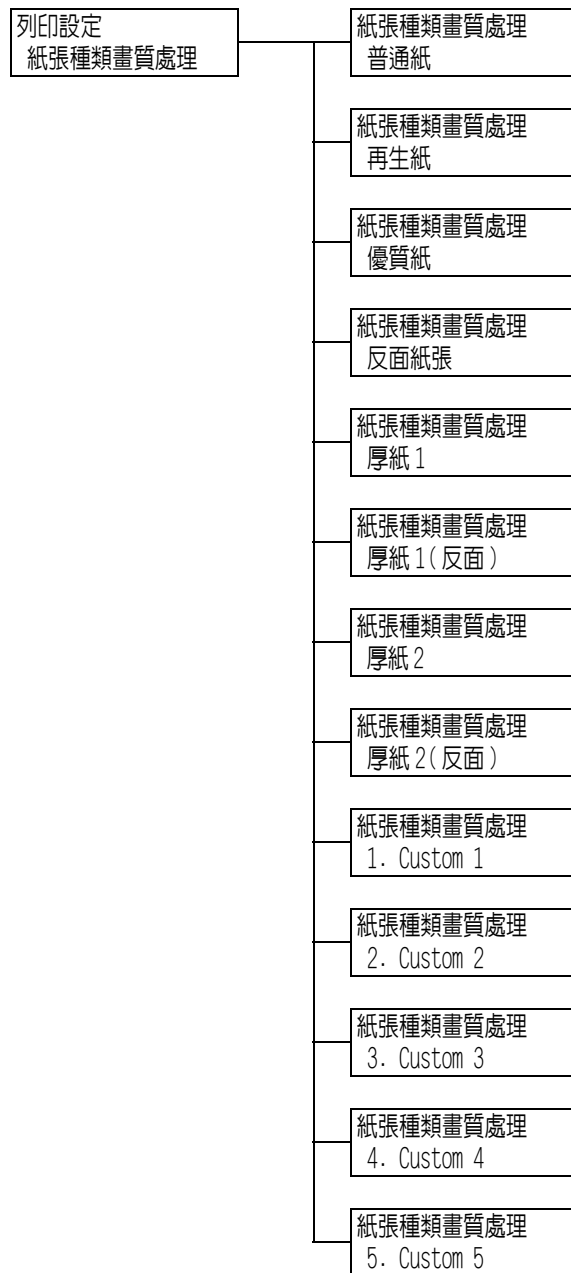 列印設定
紙張種類畫質處理
紙張種類畫質處理
普通紙
紙張種類畫質處理
再生紙
紙張種類畫質處理
優質紙
紙張種類畫質處理
反面紙張
紙張種類畫質處理
厚紙 1
紙張種類畫質處理
厚紙 1(反面)
紙張種類畫質處理
厚紙 2
紙張種類畫質處理
厚紙 2(反面)
紙張種類畫質處理
1. Custom 1
紙張種類畫質處理
2. Custom 2
紙張種類畫質處理
3. Custom 3
紙張種類畫質處理
4. Custom 4
紙張種類畫質處理
5. Custom 5